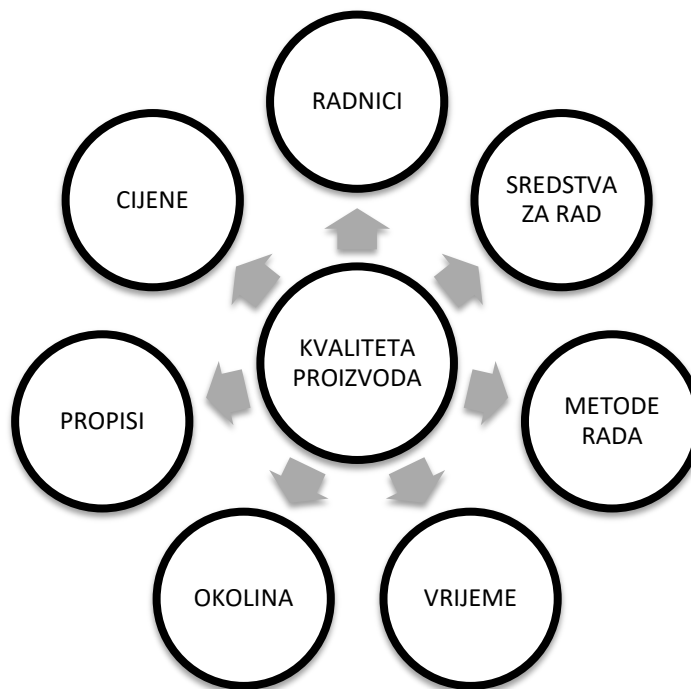 RADNICI
CIJENE
SREDSTVA
ZA RAD
KVALITETA
PROIZVODA
PROPISI
METODE
RADA
OKOLINA
VRIJEME